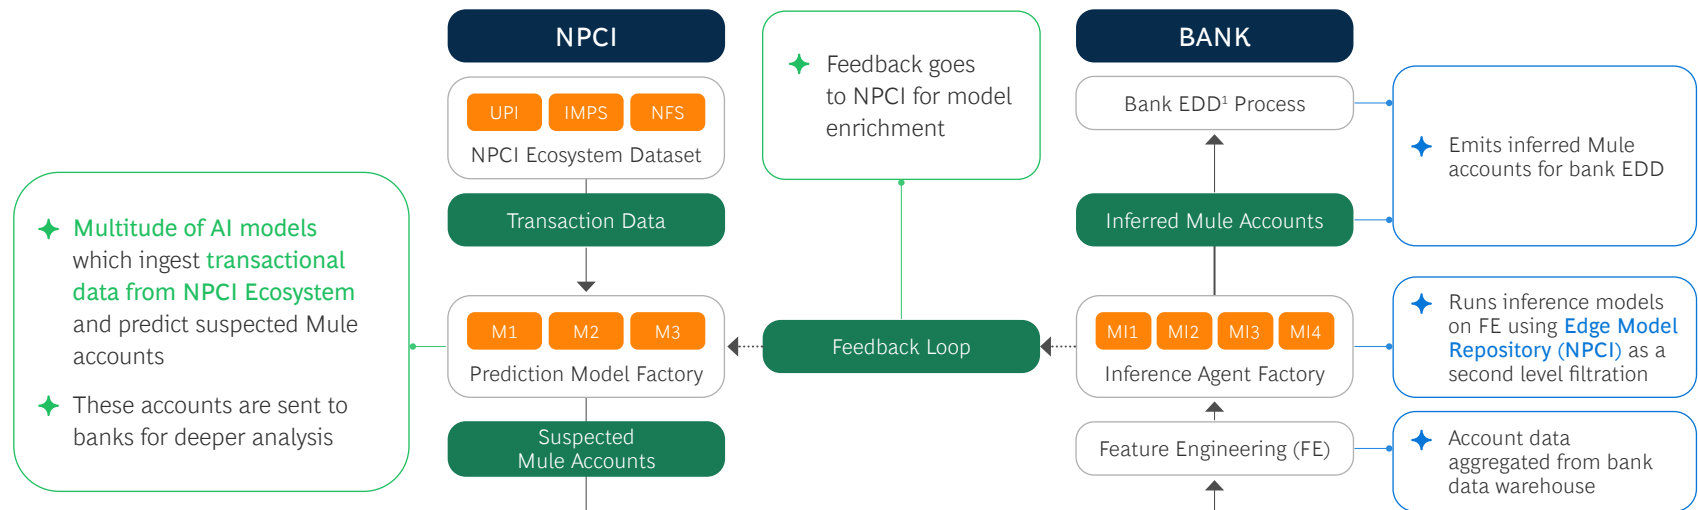 NPCI
UPI
IMPS
NFS
NPCI Ecosystem Dataset
Transaction Data
M1
M2
M3
Prediction Model Factory
Suspected
Mule Accounts
Multitude of AI models
which ingest transactional
data from NPCI Ecosystem
and predict suspected Mule
accounts
These accounts are sent to
banks for deeper analysis
Feedback goes
to NPCI for model
enrichment
Feedback Loop
BANK
Bank EDD¹ Process
Inferred Mule Accounts
MI1
MI2
MI3
MI4
Inference Agent Factory
Feature Engineering (FE)
Emits inferred Mule
accounts for bank EDD
Runs inference models
on FE using Edge Model
Repository (NPCI) as a
second level filtration
Account data
aggregated from bank
data warehouse